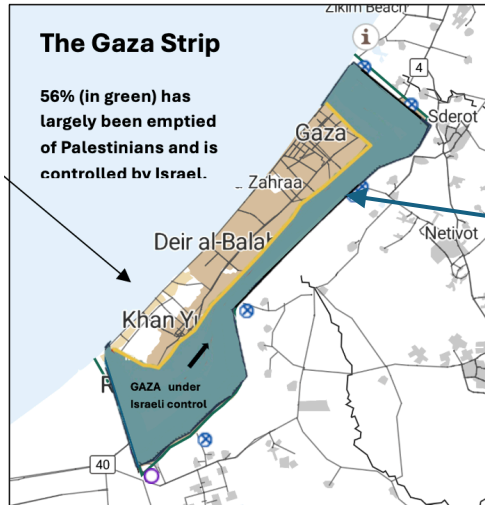 Zikim Beach
The Gaza Strip
4
56% (in green) has
largely been emptied
of Palestinians and is
controlled by Israel.
Sderot
Gaza
Zahraa
Netivot
Deir al-Balah
Khan Y
GAZA under
Israeli control
R
40